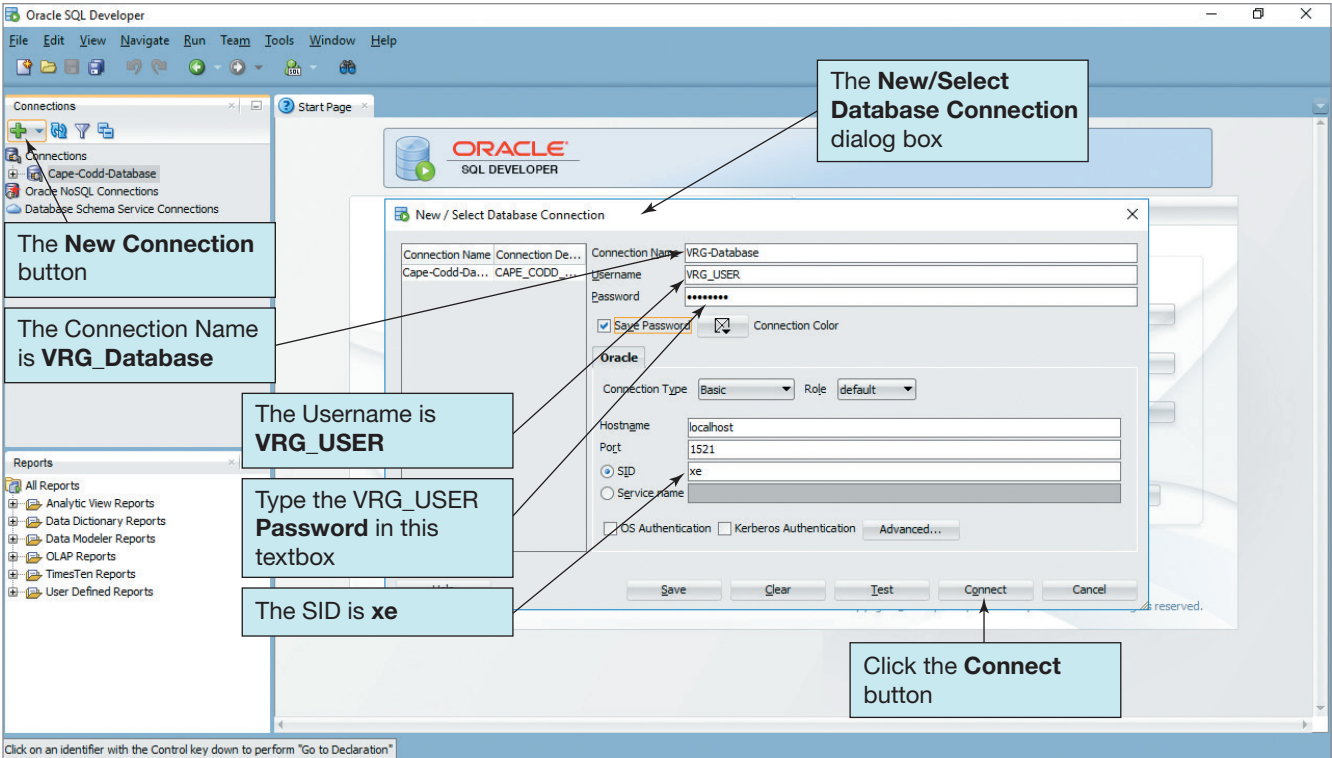 Oracle SQL Developer
File Edit View Navigate Run Team Tools Window Help
Connections
Start Page
The New/Select
Database Connection
dialog box
Connections
Cape-Codd-Database
Oracle NoSQL Connections
Database Schema Service Connections
ORACLE
SQL DEVELOPER
The New Connection
button
The Connection Name
is VRG_Database
New / Select Database Connection
Connection Name Connection De...
Cape-Codd-Da... CAPE_CODD_...
Connection Name VRG-Database
Username VRG_USER
Password ••••••••
Save Password Connection Color
Oracle
Connection Type Basic Role default
Hostname localhost
Port 1521
SID xe
Service name
OS Authentication Kerberos Authentication Advanced...
Save Clear Test Connect Cancel
reserved.
The Username is
VRG_USER
Type the VRG_USER
Password in this
textbox
The SID is xe
Click the Connect
button
Reports
All Reports
Analytic View Reports
Data Dictionary Reports
Data Modeler Reports
OLAP Reports
TimesTen Reports
User Defined Reports
Click on an identifier with the Control key down to perform "Go to Declaration"